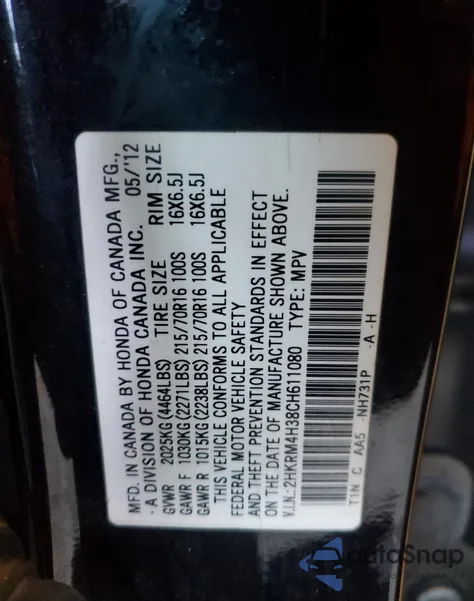 MFD. IN CANADA BY HONDA OF CANADA MFG.,
- A DIVISION OF HONDA CANADA INC. 05/'12
GVWR 2025KG (4464LBS) TIRE SIZE RIM SIZE
GAWR F 1030KG (2271LBS) 215/70R16 100S 16X6.5J
GAWR R 1015KG (2238LBS) 215/70R16 100S 16X6.5J
THIS VEHICLE CONFORMS TO ALL APPLICABLE
FEDERAL MOTOR VEHICLE SAFETY
AND THEFT PREVENTION STANDARDS IN EFFECT
ON THE DATE OF MANUFACTURE SHOWN ABOVE.
V.I.N.: 2HKRM4H38CH611080 TYPE: MPV
T1N C AA5 -NH731P -A -H
autoSnap